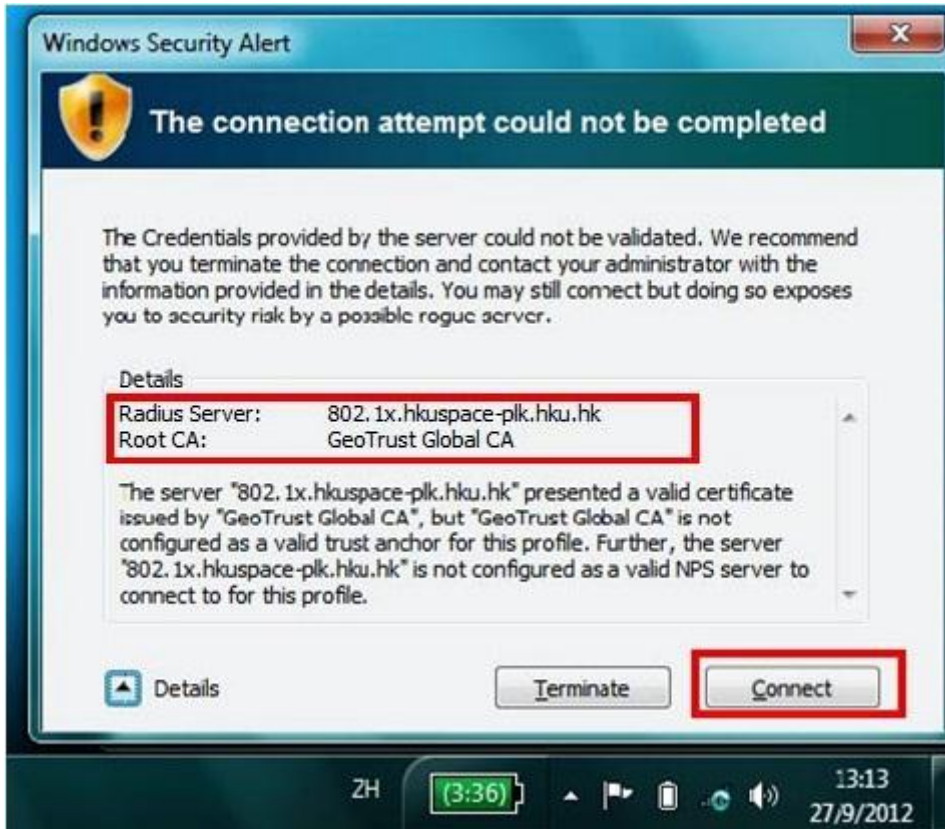 Windows Security Alert
The connection attempt could not be completed
The Credentials provided by the server could not be validated. We recommend
that you terminate the connection and contact your administrator with the
information provided in the details. You may still connect but doing so exposes
you to security risk by a possible rogue server.
Details
Radius Server: 802.1x.hkuspace-plk.hku.hk
Root CA: GeoTrust Global CA
The server "802.1x.hkuspace-plk.hku.hk" presented a valid certificate
issued by "GeoTrust Global CA", but "GeoTrust Global CA" is not
configured as a valid trust anchor for this profile. Further, the server
"802.1x.hkuspace-plk.hku.hk" is not configured as a valid NPS server to
connect to for this profile.
Details Terminate Connect
ZH (3:36) 13:13
27/9/2012